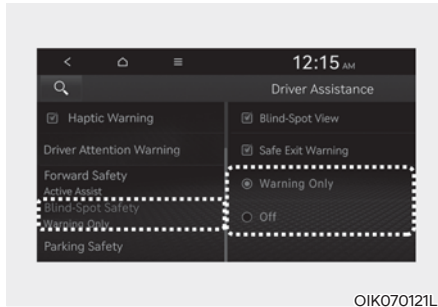 12:15 AM
Driver Assistance
Haptic Warning
Driver Attention Warning
Forward Safety
Active Assist
Blind-Spot Safety
Warning Only
Parking Safety
Blind-Spot View
Safe Exit Warning
Warning Only
Off
OIK070121L